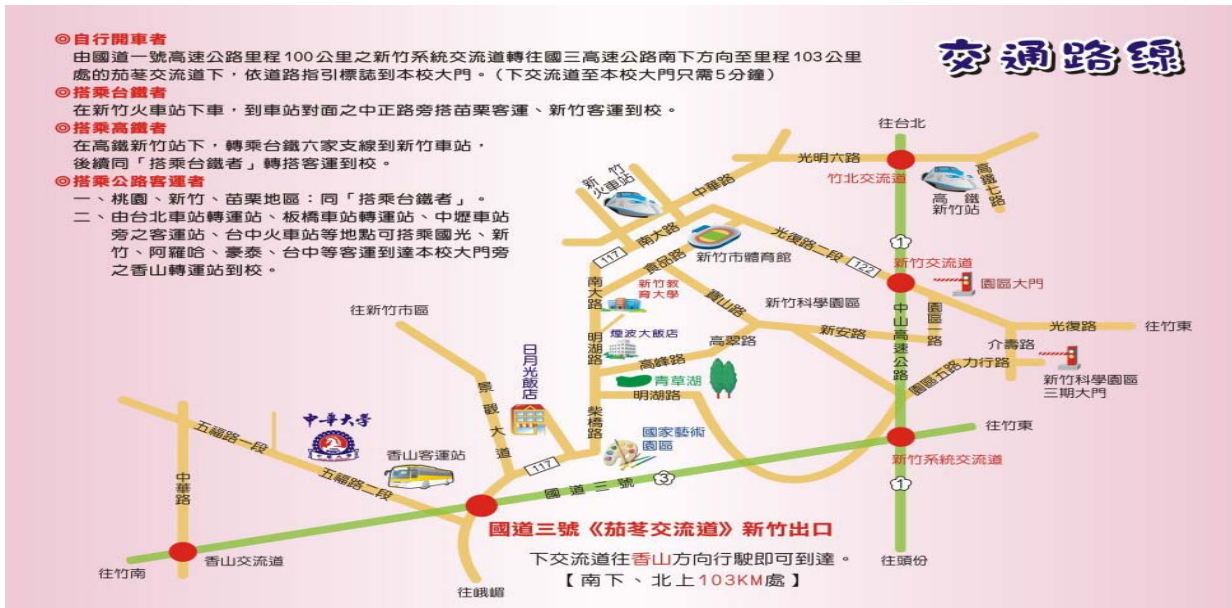 交通路線
◎自行開車者
由國道一號高速公路里程100公里之新竹系統交流道轉往國三高速公路南下方向至里程103公里
處的茄苳交流道下，依道路指引標誌到本校大門。(下交流道至本校大門只需5分鐘)
◎搭乘台鐵者
在新竹火車站下車，到車站對面之中正路旁搭苗栗客運、新竹客運到校。
◎搭乘高鐵者
在高鐵新竹站下，轉乘台鐵六家支線到新竹車站，
後續同「搭乘台鐵者」轉搭客運到校。
◎搭乘公路客運者
一、桃園、新竹、苗栗地區：同「搭乘台鐵者」。
二、由台北車站轉運站、板橋車站轉運站、中壢車站
旁之客運站、台中火車站等地點可搭乘國光、新
竹、阿羅哈、豪泰、台中等客運到達本校大門旁
之香山轉運站到校。
往台北
光明六路
竹北交流道
高鐵七路
高鐵
新竹站
新竹
火車站
中華路
南大路
117
食品路
新竹市體育館
光復路二段
122
1
新竹交流道
園區大門
南大路
新竹教
育大學
寶山路
新竹科學園區
新安路
園區一路
中山高速公路
光復路
往竹東
介壽路
力行路
園區五路
新竹科學園區
三期大門
往新竹市區
煙波大飯店
明湖路
高翠路
高峰路
青草湖
明湖路
日月光飯店
景觀大道
柴橋路
國家藝術
園區
117
中華大學
五福路一段
五福路二段
香山客運站
中華路
國道三號
3
往竹東
新竹系統交流道
1
往頭份
國道三號《茄苳交流道》新竹出口
下交流道往香山方向行駛即可到達。
【南下、北上103KM處】
香山交流道
往竹南
往峨嵋